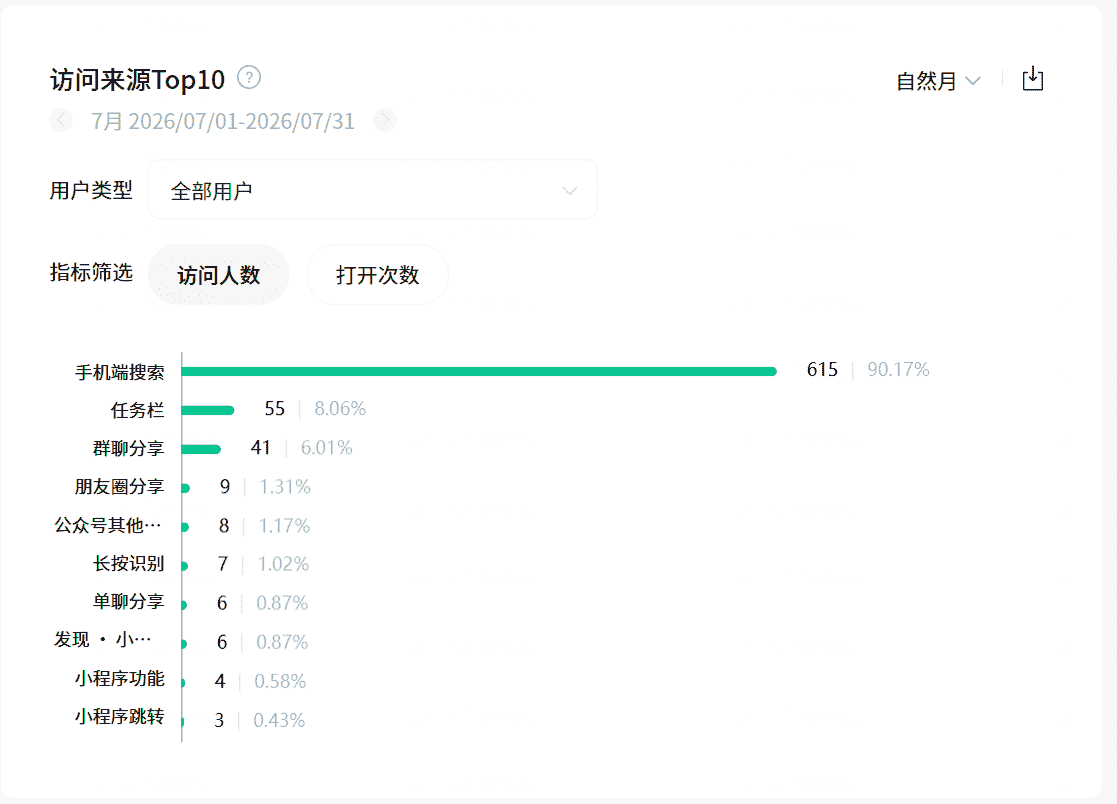 访问来源Top10 ?
自然月
7月 2026/07/01-2026/07/31
用户类型 全部用户
指标筛选 访问人数 打开次数
手机端搜索 615 90.17%
任务栏 55 8.06%
群聊分享 41 6.01%
朋友圈分享 9 1.31%
公众号其他··· 8 1.17%
长按识别 7 1.02%
单聊分享 6 0.87%
发现 · 小··· 6 0.87%
小程序功能 4 0.58%
小程序跳转 3 0.43%